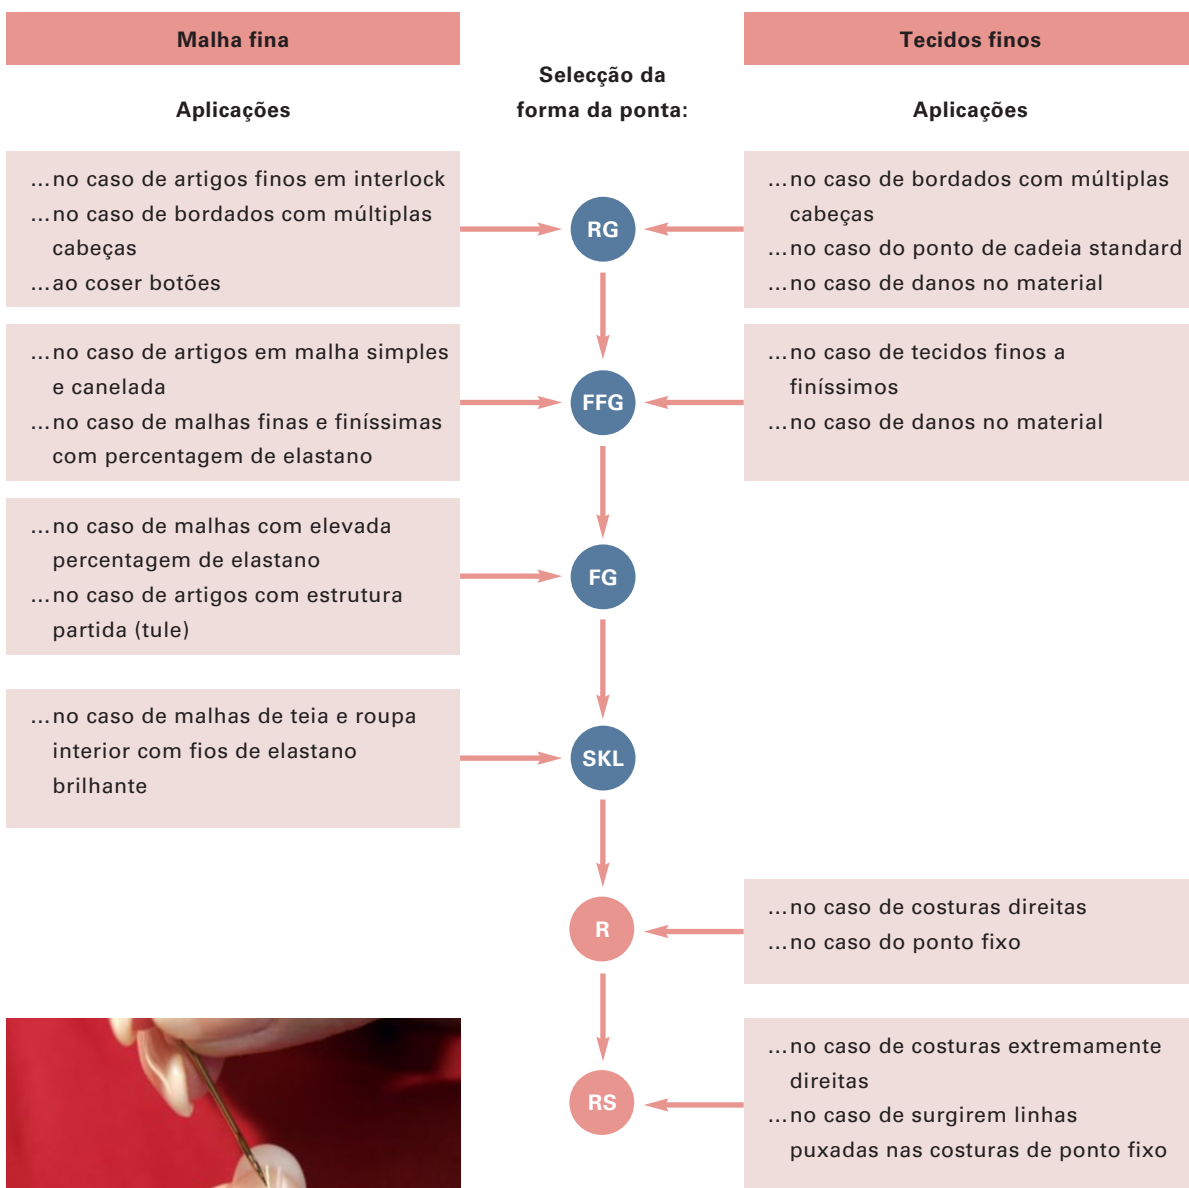 Malha fina
Tecidos finos
Selecção da
forma da ponta:
Aplicações
Aplicações
...no caso de artigos finos em interlock
...no caso de bordados com múltiplas
cabeças
...ao coser botões
RG
...no caso de bordados com múltiplas
cabeças
...no caso do ponto de cadeia standard
...no caso de danos no material
...no caso de artigos em malha simples
e canelada
...no caso de malhas finas e finíssimas
com percentagem de elastano
FFG
...no caso de tecidos finos a
finíssimos
...no caso de danos no material
...no caso de malhas com elevada
percentagem de elastano
...no caso de artigos com estrutura
partida (tule)
FG
...no caso de malhas de teia e roupa
interior com fios de elastano
brilhante
SKL
R
...no caso de costuras direitas
...no caso do ponto fixo
RS
...no caso de costuras extremamente
direitas
...no caso de surgirem linhas
puxadas nas costuras de ponto fixo